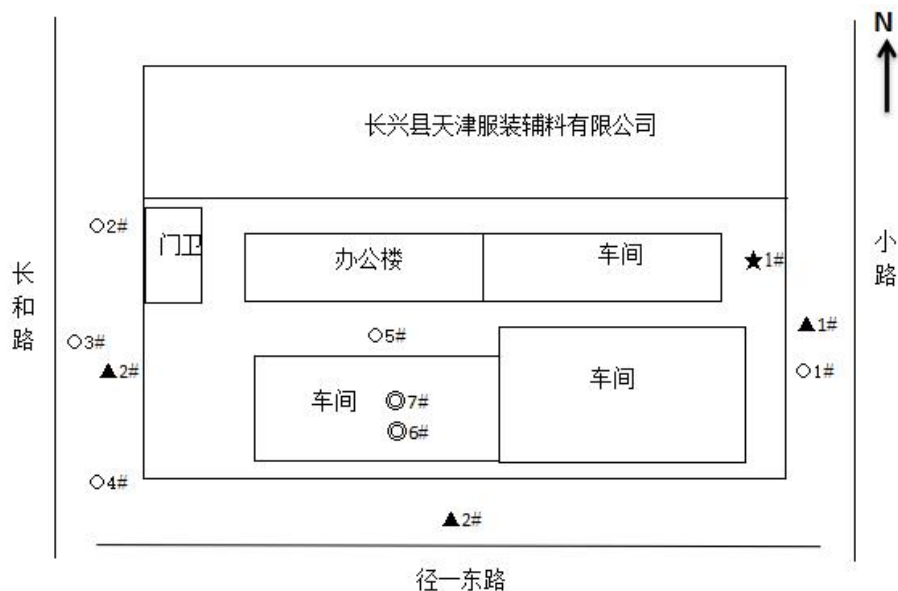 N
长兴县天津服装辅料有限公司
○2#
门卫
办公楼
车间
★1#
小路
长和路
○3#
▲2#
○5#
▲1#
○1#
车间
◎7#
◎6#
车间
○4#
▲2#
径一东路